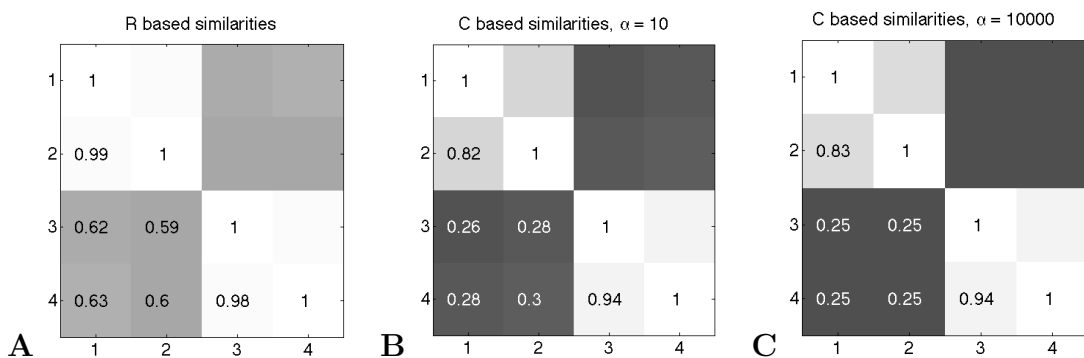 R based similarities
1 1
2 0.99 1
3 0.62 0.59 1
4 0.63 0.6 0.98 1
1 2 3 4
A
C based similarities, α = 10
1 1
2 0.82 1
3 0.26 0.28 1
4 0.28 0.3 0.94 1
1 2 3 4
B
C based similarities, α = 10000
1 1
2 0.83 1
3 0.25 0.25 1
4 0.25 0.25 0.94 1
1 2 3 4
C